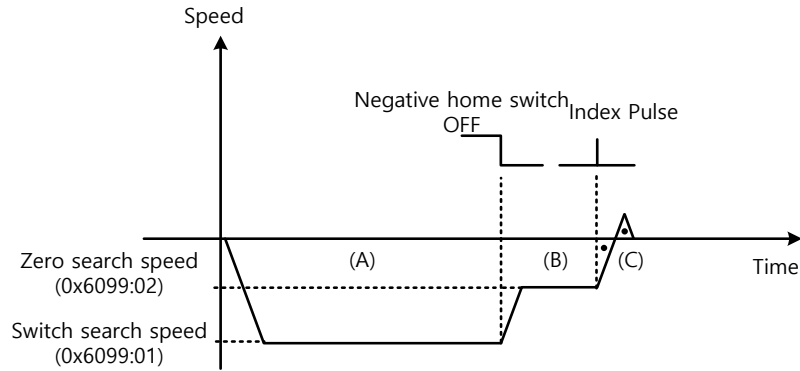 Speed
Negative home switch
OFF
Index Pulse
Zero search speed
(0x6099:02)
(A)
(B)
(C)
Time
Switch search speed
(0x6099:01)